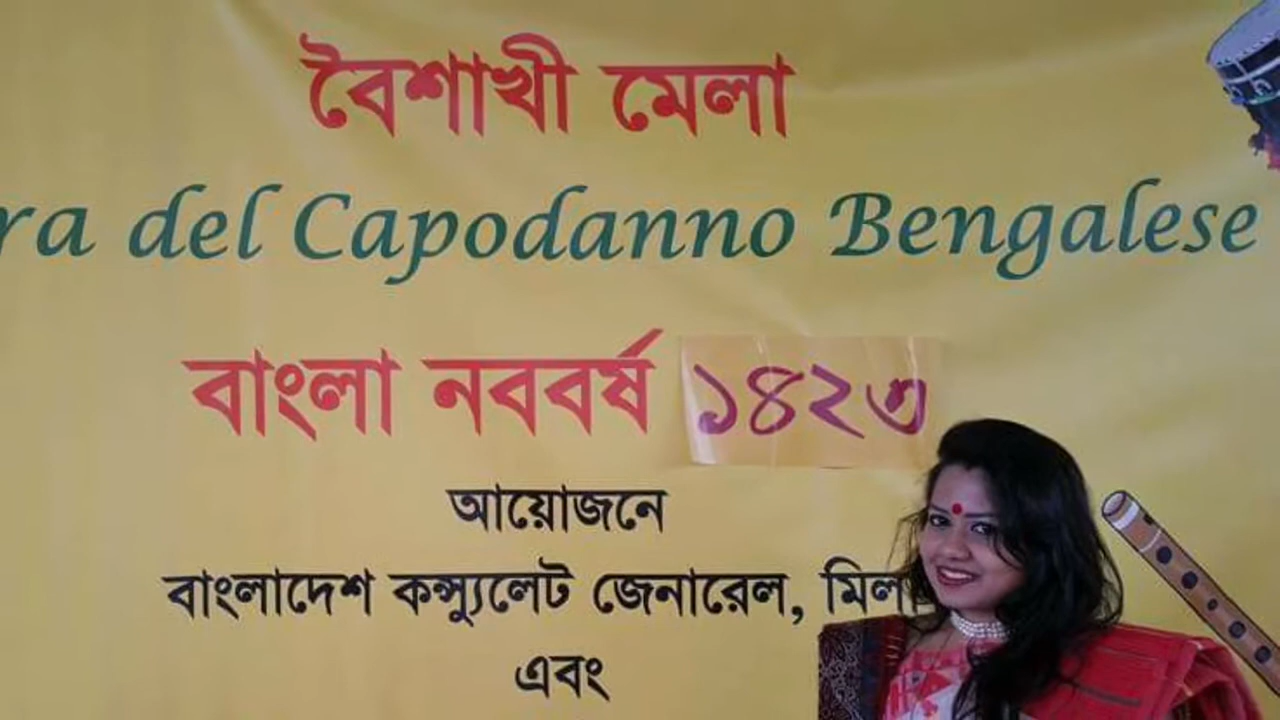 বৈশাখী মেলা
ra del Capodanno Bengalese
বাংলা নববর্ষ ১৪২৩
আয়োজনে
বাংলাদেশ কন্স্যুলেট জেনারেল, মিলা
এবং